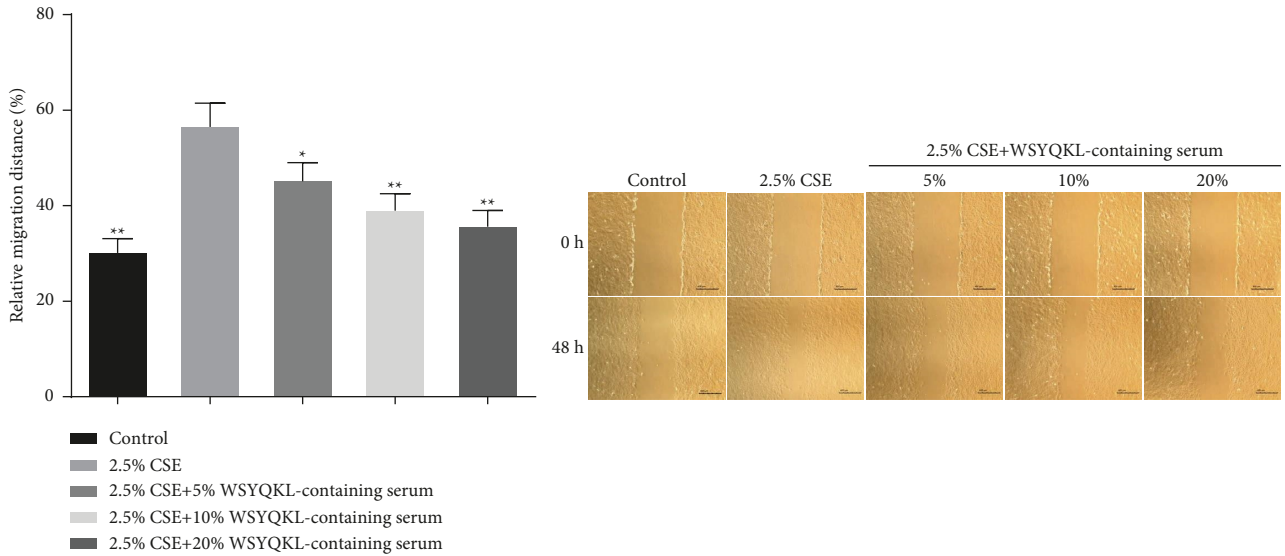 80
60
40
20
0
Relative migration distance (%)
**
*
**
**
Control
2.5% CSE
2.5% CSE+5% WSYQKL-containing serum
2.5% CSE+10% WSYQKL-containing serum
2.5% CSE+20% WSYQKL-containing serum
2.5% CSE+WSYQKL-containing serum
Control
2.5% CSE
5%
10%
20%
0 h
48 h